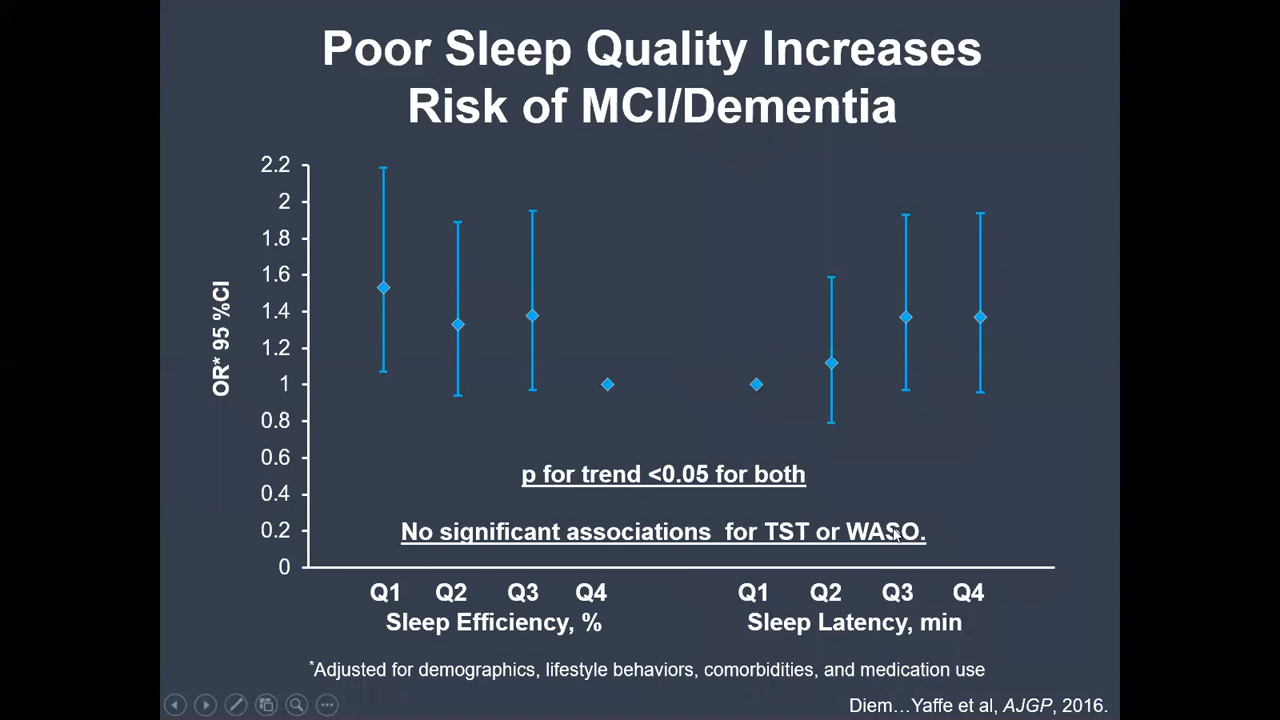 Poor Sleep Quality Increases
Risk of MCI/Dementia
OR* 95 %CI
2.2
2
1.8
1.6
1.4
1.2
1
0.8
0.6
0.4
0.2
0
p for trend <0.05 for both
No significant associations for TST or WASO.
Q1 Q2 Q3 Q4 Q1 Q2 Q3 Q4
Sleep Efficiency, % Sleep Latency, min
*Adjusted for demographics, lifestyle behaviors, comorbidities, and medication use
Diem…Yaffe et al, AJGP, 2016.